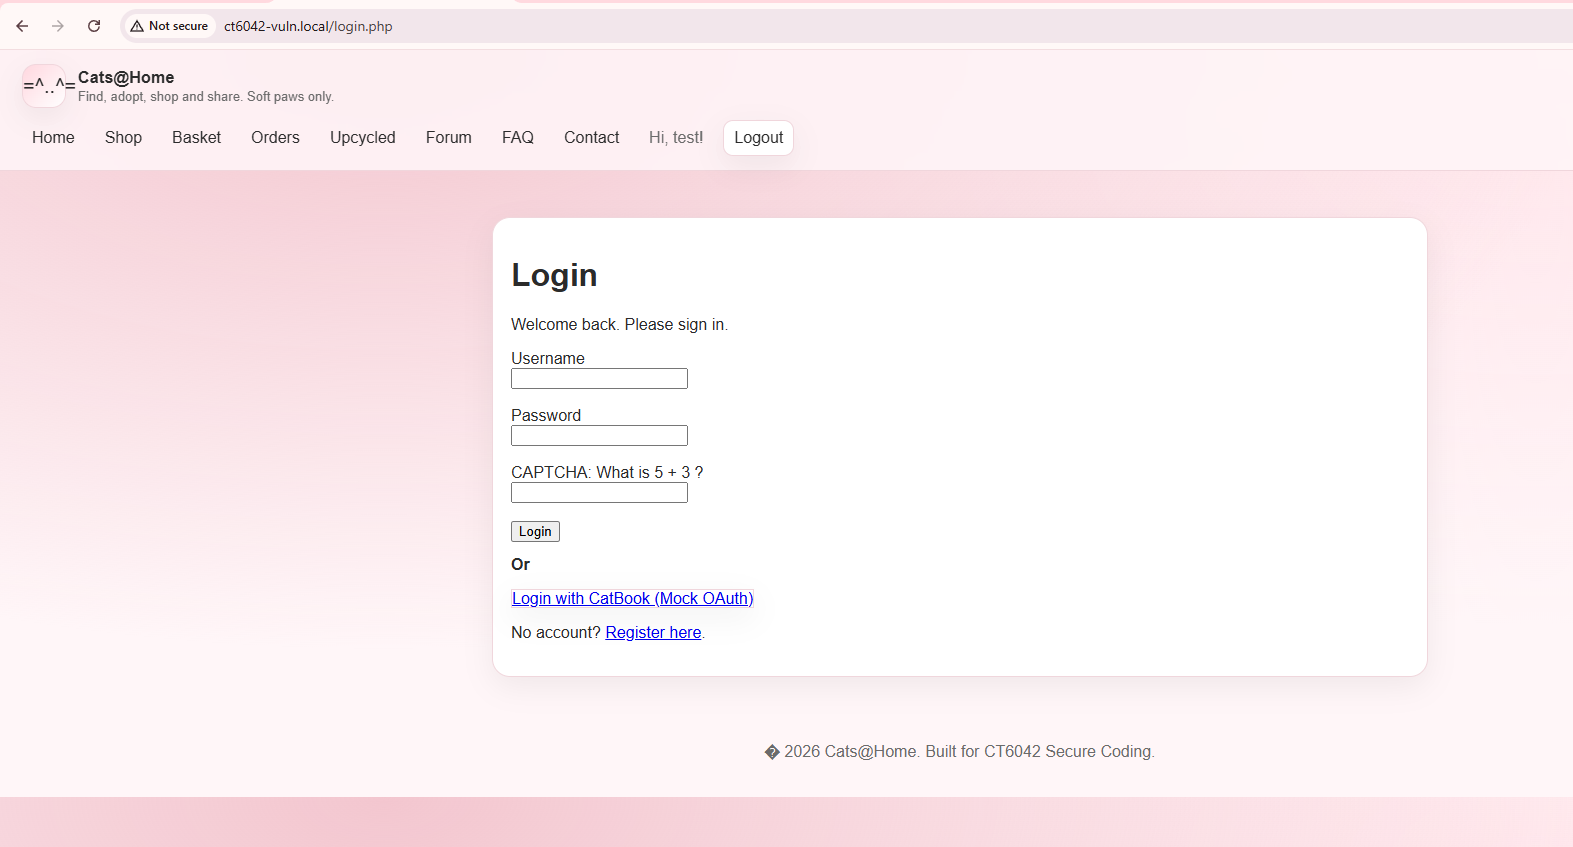 Not secure ct6042-vuln.local/login.php
=^..^= Cats@Home
Find, adopt, shop and share. Soft paws only.
Home Shop Basket Orders Upcycled Forum FAQ Contact Hi, test! Logout
Login
Welcome back. Please sign in.
Username
Password
CAPTCHA: What is 5 + 3 ?
Login
Or
Login with CatBook (Mock OAuth)
No account? Register here.
� 2026 Cats@Home. Built for CT6042 Secure Coding.